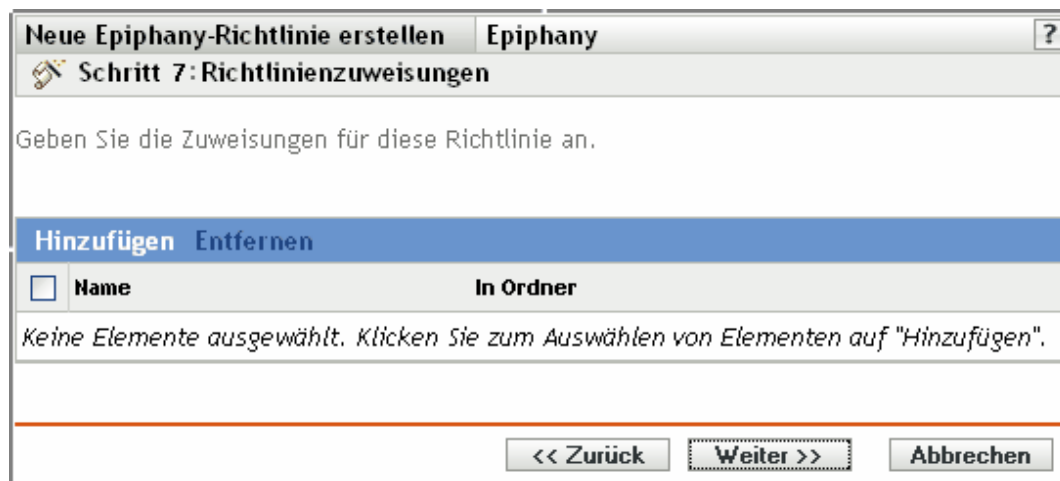 Neue Epiphany-Richtlinie erstellen Epiphany ?
Schritt 7: Richtlinienzuweisungen
Geben Sie die Zuweisungen für diese Richtlinie an.
Hinzufügen Entfernen
Name In Ordner
Keine Elemente ausgewählt. Klicken Sie zum Auswählen von Elementen auf "Hinzufügen".
<< Zurück Weiter >> Abbrechen